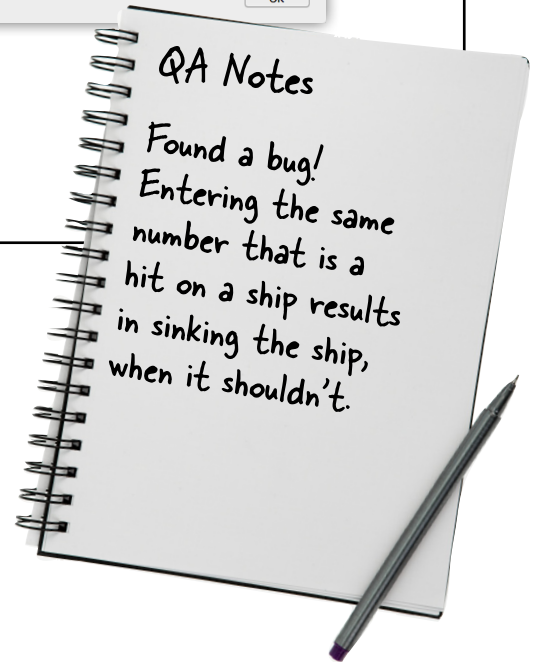 OK
QA Notes
Found a bug!
Entering the same
number that is a
hit on a ship results
in sinking the ship,
when it shouldn't.